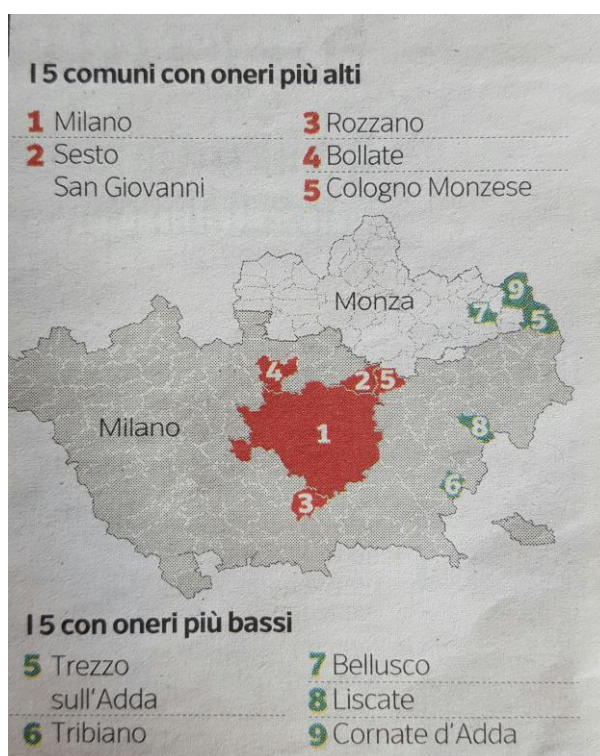 I 5 comuni con oneri più alti
1 Milano
2 Sesto
San Giovanni
3 Rozzano
4 Bollate
5 Cologno Monzese
Monza
9
7
5
4
2 5
Milano
1
8
6
3
I 5 con oneri più bassi
5 Trezzo
sull'Adda
6 Tribiano
7 Bellusco
8 Liscate
9 Cornate d'Adda